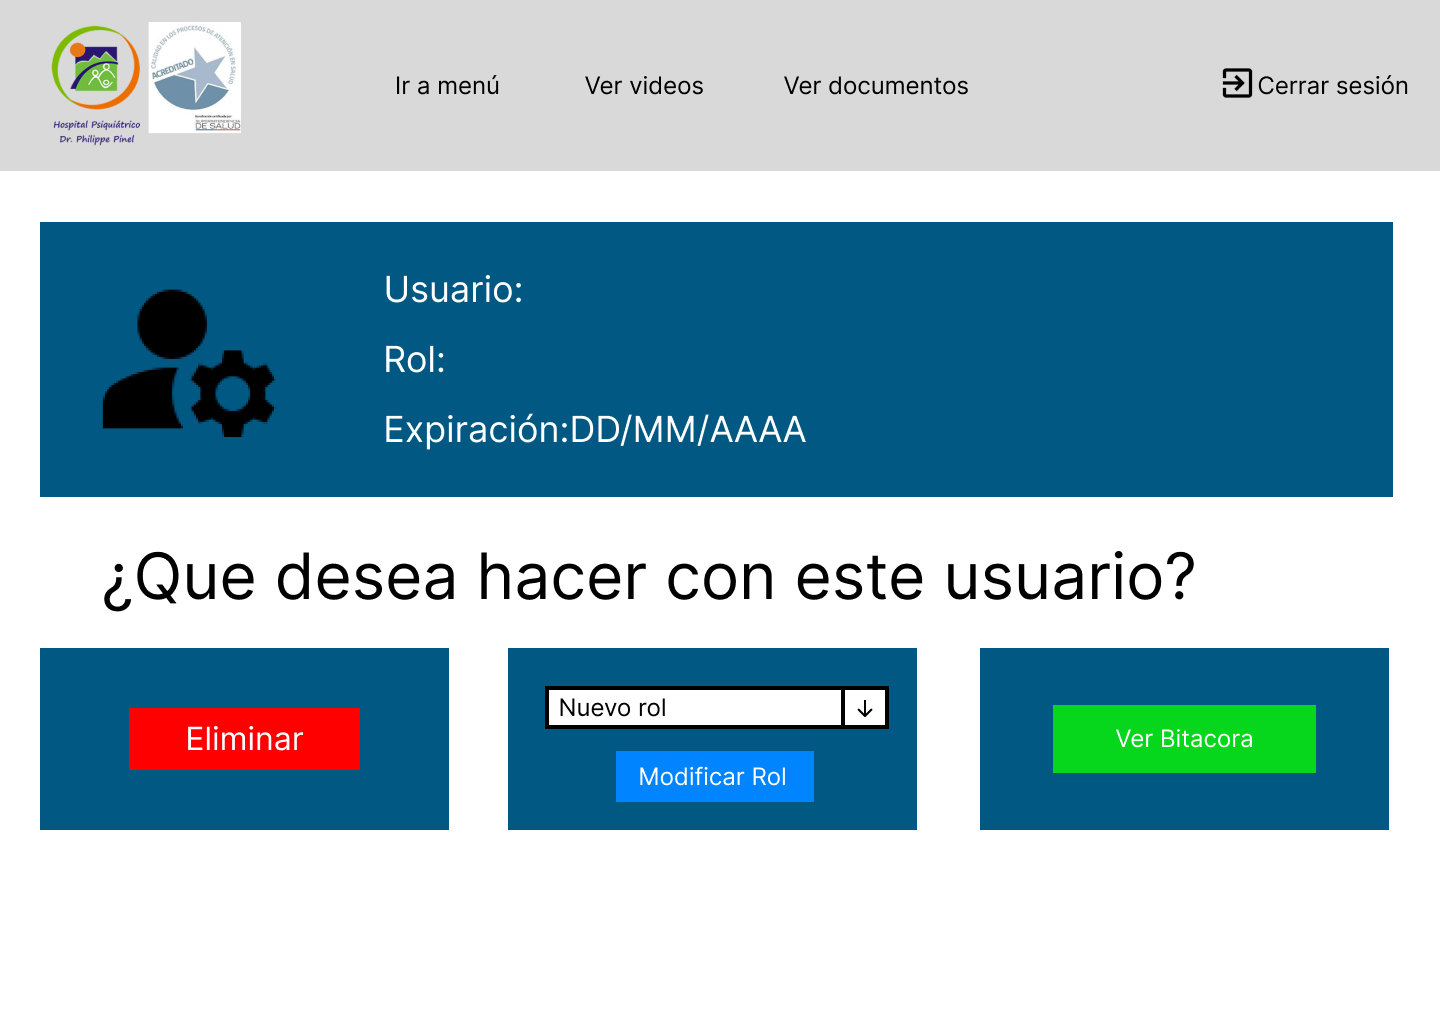 CALIDAD EN LOS PROCESOS DE ATENCIÓN EN SALUD
ACREDITADO
SUPERINTENDENCIA
DE SALUD
Hospital Psiquiátrico
Dr. Philippe Pinel
Ir a menú
Ver videos
Ver documentos
Cerrar sesión
Usuario:
Rol:
Expiración:DD/MM/AAAA
¿Que desea hacer con este usuario?
Eliminar
Nuevo rol
Modificar Rol
Ver Bitacora